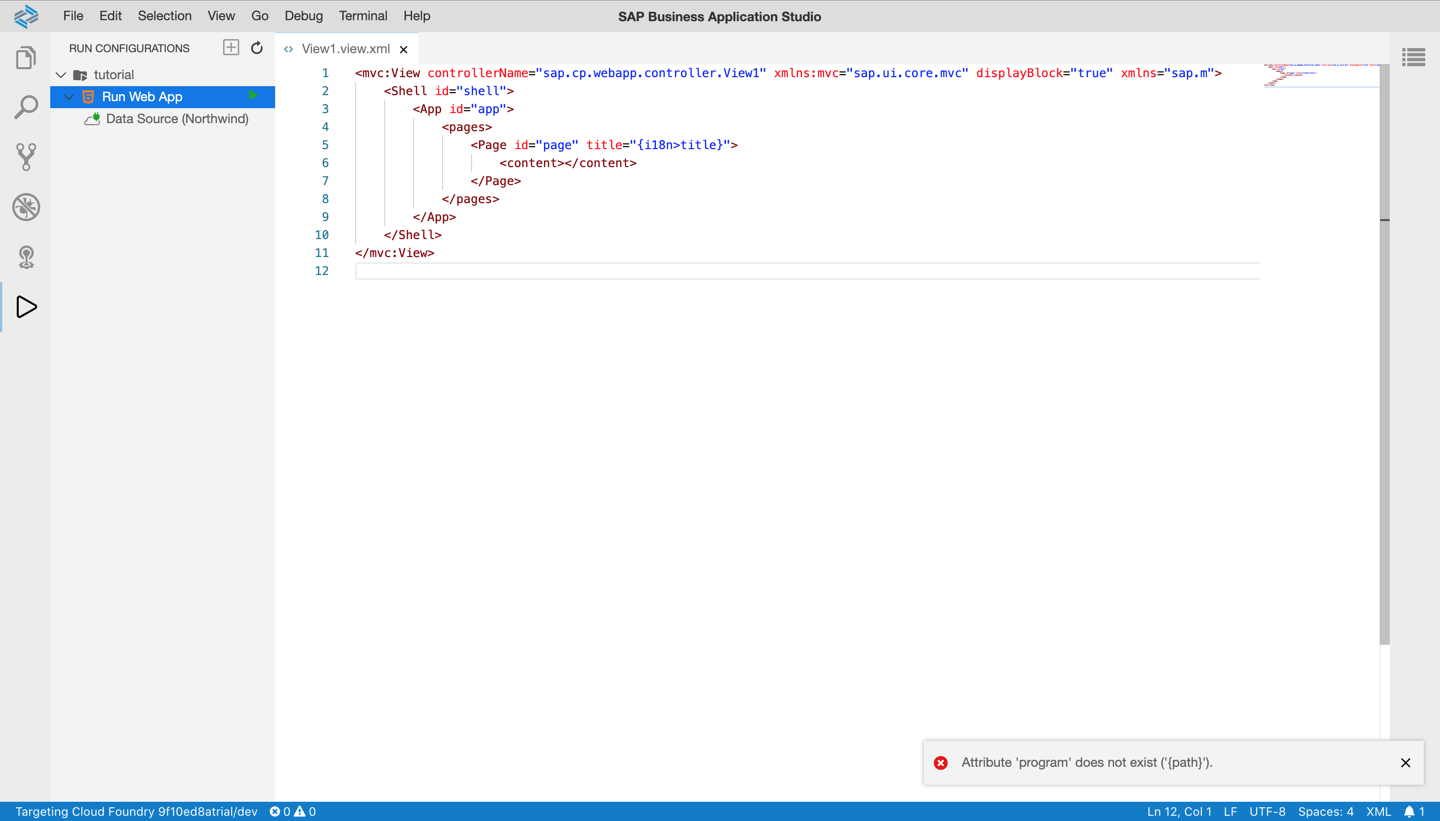 File Edit Selection View Go Debug Terminal Help
SAP Business Application Studio
RUN CONFIGURATIONS
tutorial
Run Web App
Data Source (Northwind)
View1.view.xml
1 <mvc:View controllerName="sap.cp.webapp.controller.View1" xmlns:mvc="sap.ui.core.mvc" displayBlock="true" xmlns="sap.m">
2 <Shell id="shell">
3 <App id="app">
4 <pages>
5 <Page id="page" title="{i18n>title}">
6 <content></content>
7 </Page>
8 </pages>
9 </App>
10 </Shell>
11 </mvc:View>
12
Attribute 'program' does not exist ('{path}').
Targeting Cloud Foundry 9f10ed8atrial/dev 0 0 Ln 12, Col 1 LF UTF-8 Spaces: 4 XML 1